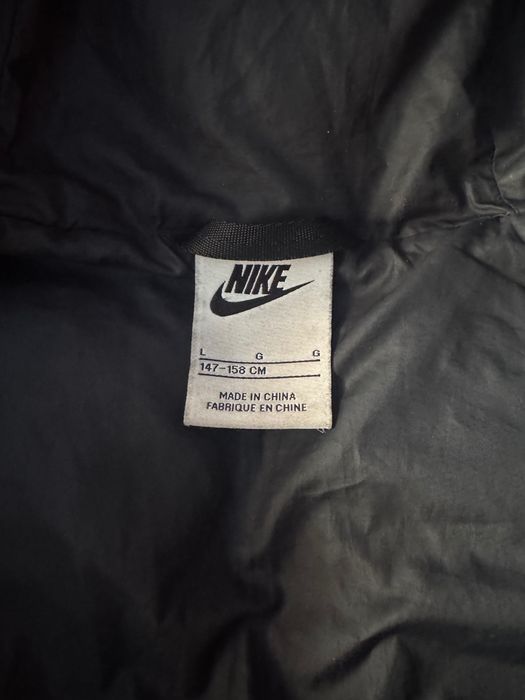 NIKE
L G G
147-158 CM
MADE IN CHINA
FABRIQUE EN CHINE